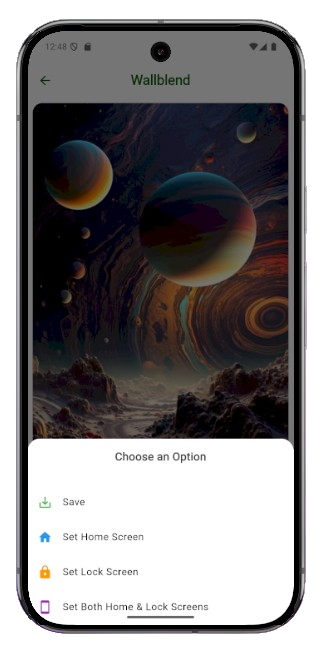 12:48
Wallblend
Choose an Option
Save
Set Home Screen
Set Lock Screen
Set Both Home & Lock Screens